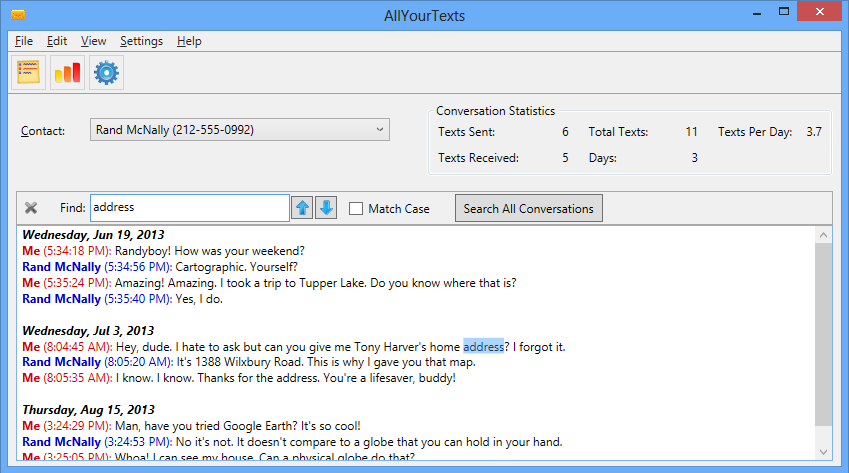 AllYourTexts
File Edit View Settings Help
Contact: Rand McNally (212-555-0992)
Conversation Statistics
Texts Sent: 6 Total Texts: 11 Texts Per Day: 3.7
Texts Received: 5 Days: 3
Find: address Match Case Search All Conversations
Wednesday, Jun 19, 2013
Me (5:34:18 PM): Randyboy! How was your weekend?
Rand McNally (5:34:56 PM): Cartographic. Yourself?
Me (5:35:24 PM): Amazing! Amazing. I took a trip to Tupper Lake. Do you know where that is?
Rand McNally (5:35:40 PM): Yes, I do.
Wednesday, Jul 3, 2013
Me (8:04:45 AM): Hey, dude. I hate to ask but can you give me Tony Harver's home address? I forgot it.
Rand McNally (8:05:20 AM): It's 1388 Wilxbury Road. This is why I gave you that map.
Me (8:05:35 AM): I know. I know. Thanks for the address. You're a lifesaver, buddy!
Thursday, Aug 15, 2013
Me (3:24:29 PM): Man, have you tried Google Earth? It's so cool!
Rand McNally (3:24:53 PM): No it's not. It doesn't compare to a globe that you can hold in your hand.
Me (3:25:05 PM): Whoa! I can see my house. Can a physical globe do that?